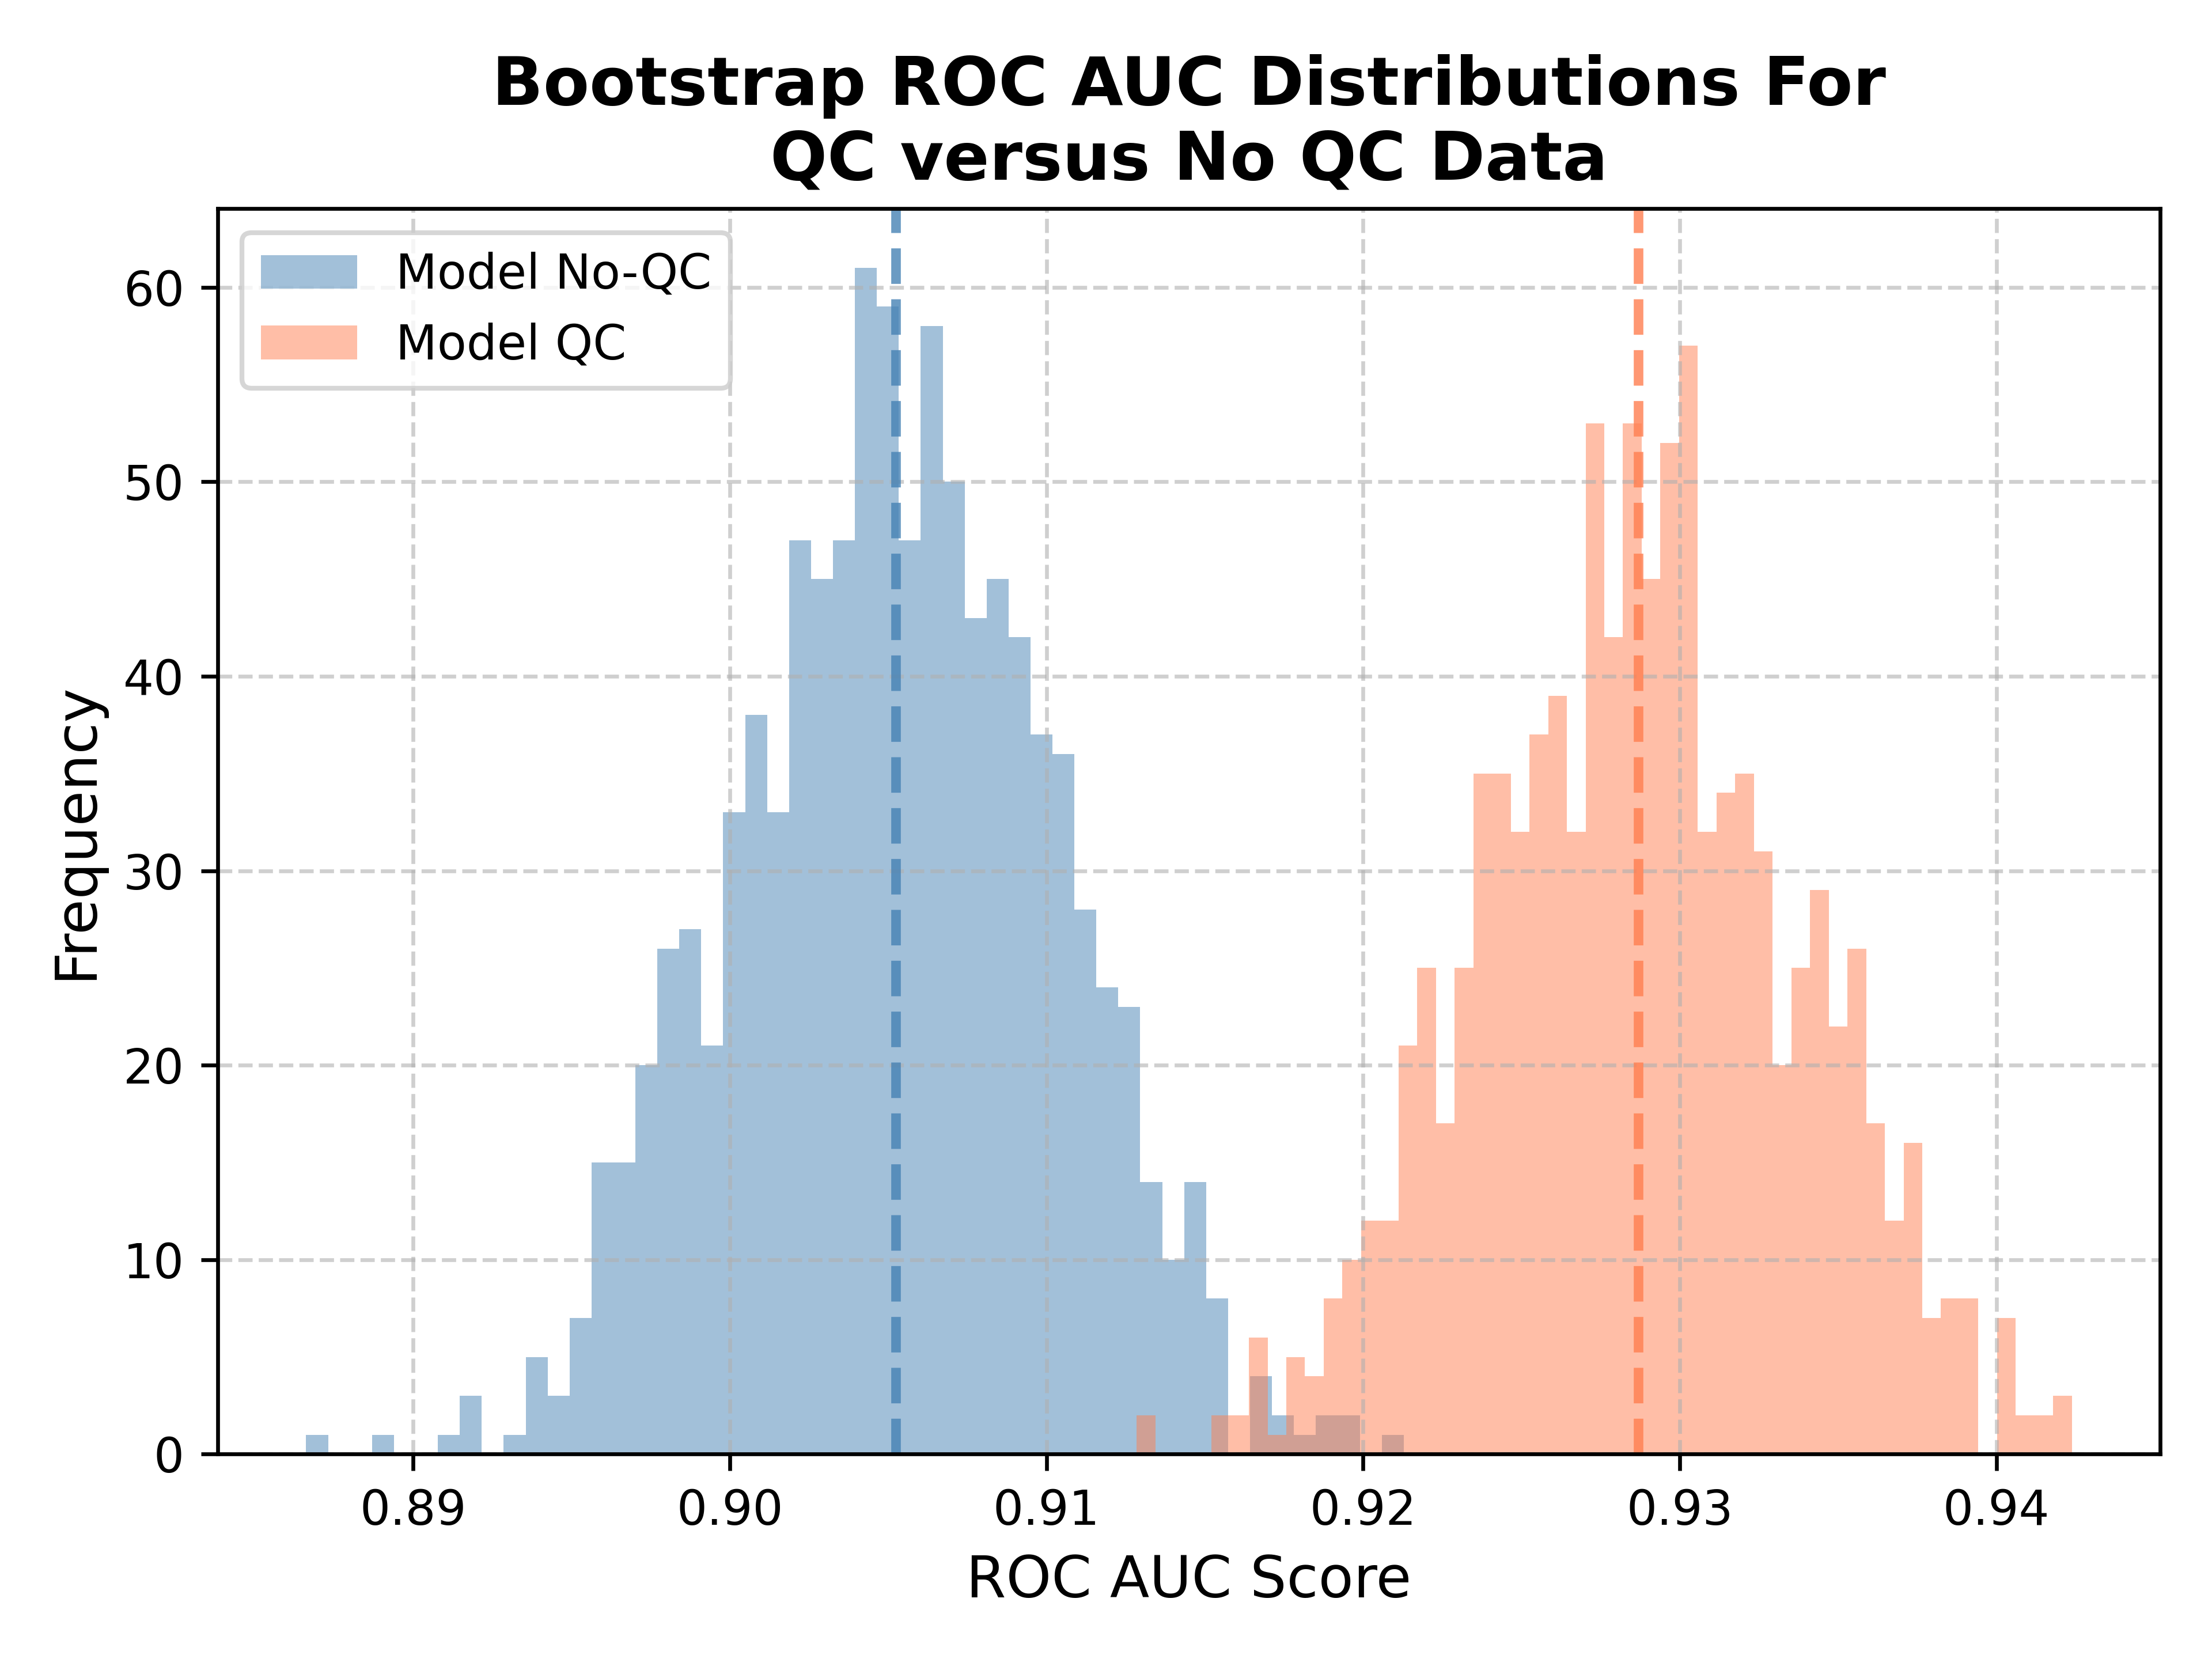 Bootstrap ROC AUC Distributions For
QC versus No QC Data
Model No-QC
Model QC
Frequency
60
50
40
30
20
10
0
0.89 0.90 0.91 0.92 0.93 0.94
ROC AUC Score